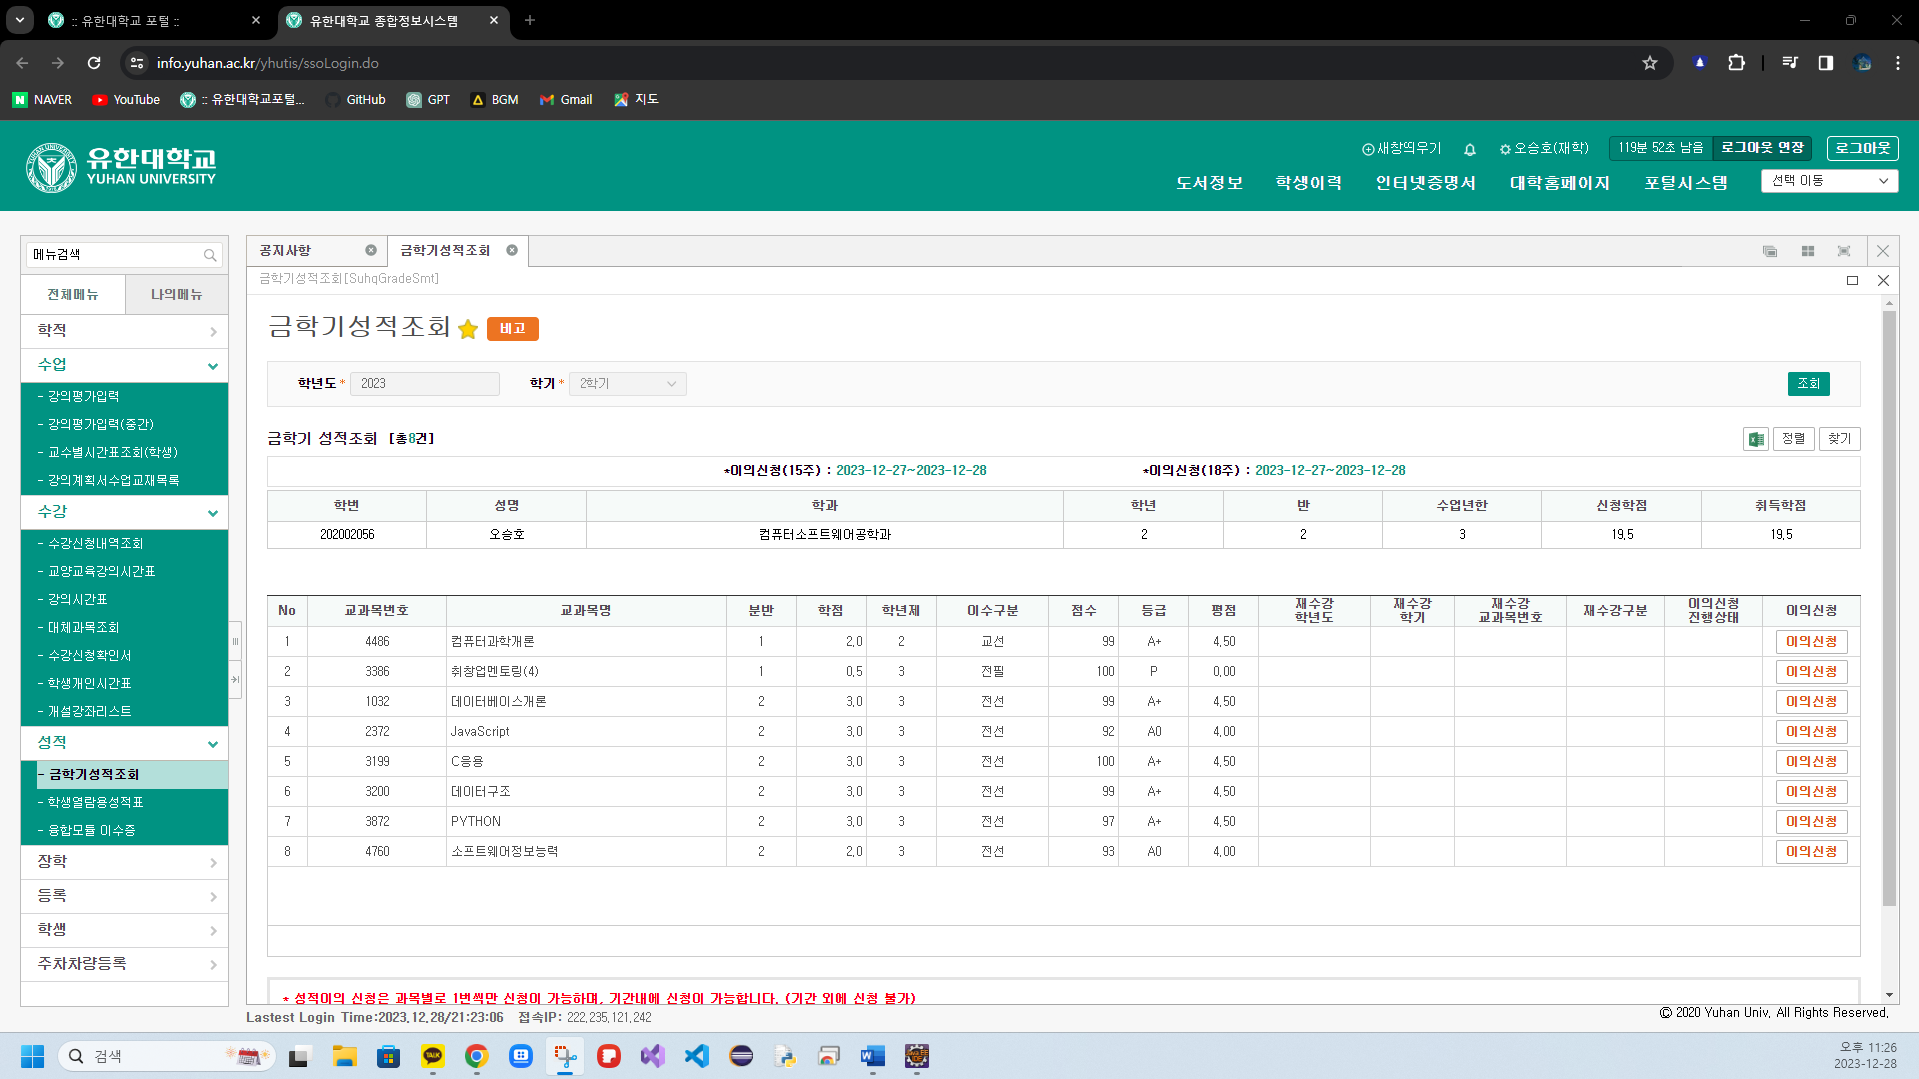 :: 유한대학교 포털 ::
유한대학교 종합정보시스템
info.yuhan.ac.kr/yhutis/ssoLogin.do
NAVER YouTube :: 유한대학교포털... GitHub GPT BGM Gmail 지도
유한대학교
YUHAN UNIVERSITY
새창띄우기 오승호(재학) 119분 52초 남음 로그아웃 연장 로그아웃
도서정보 학생이력 인터넷증명서 대학홈페이지 포털시스템 선택 이동
메뉴검색
전체메뉴 나의메뉴
학적
수업
- 강의평가입력
- 강의평가입력(중간)
- 교수별시간표조회(학생)
- 강의계획서수업교재목록
수강
- 수강신청내역조회
- 교양교육강의시간표
- 강의시간표
- 대체과목조회
- 수강신청확인서
- 학생개인시간표
- 개설강좌리스트
성적
- 금학기성적조회
- 학생열람용성적표
- 융합모듈 이수증
장학
등록
학생
주차차량등록
공지사항 금학기성적조회
금학기성적조회[SuhgGradeSmt]
금학기성적조회 비고
학년도* 2023 학기* 2학기 조회
금학기 성적조회 [총8건] 정렬 찾기
*이의신청(15주) : 2023-12-27~2023-12-28 *이의신청(18주) : 2023-12-27~2023-12-28
학번 성명 학과 학년 반 수업년한 신청학점 취득학점
202002056 오승호 컴퓨터소프트웨어공학과 2 2 3 19.5 19.5
No 교과목번호 교과목명 분반 학점 학년제 이수구분 점수 등급 평점 재수강 학년도 재수강 학기 재수강 교과목번호 재수강구분 이의신청 진행상태 이의신청
1 4486 컴퓨터과학개론 1 2.0 2 교선 99 A+ 4.50 이의신청
2 3386 취창업멘토링(4) 1 0.5 3 전필 100 P 0.00 이의신청
3 1032 데이터베이스개론 2 3.0 3 전선 99 A+ 4.50 이의신청
4 2372 JavaScript 2 3.0 3 전선 92 A0 4.00 이의신청
5 3199 C응용 2 3.0 3 전선 100 A+ 4.50 이의신청
6 3200 데이터구조 2 3.0 3 전선 99 A+ 4.50 이의신청
7 3872 PYTHON 2 3.0 3 전선 97 A+ 4.50 이의신청
8 4760 소프트웨어정보능력 2 2.0 3 전선 93 A0 4.00 이의신청
* 성적이의 신청은 과목별로 1번씩만 신청이 가능하며, 기간내에 신청이 가능합니다. (기간 외에 신청 불가)
Lastest Login Time:2023.12.28/21:23:06 접속IP: 222.235.121.242
© 2020 Yuhan Univ. All Rights Reserved.
검색
오후 11:26
2023-12-28